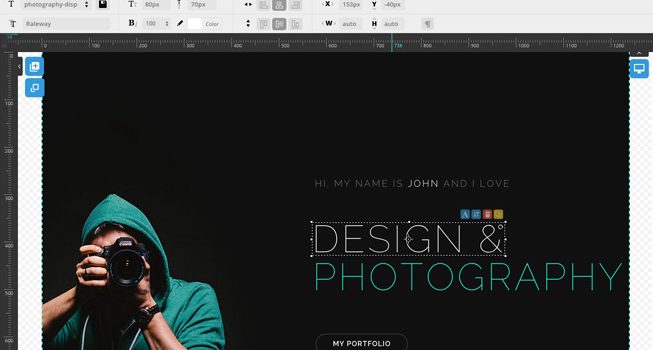 T photography-disp TT 80px 70px X 153px Y -40px
T Raleway B/ 100 Color W auto H auto
0 100 200 300 400 500 600 700 738 800 900 1000 1100 1200
100
300
400
500
600
HI, MY NAME IS JOHN AND I LOVE
DESIGN &
PHOTOGRAPHY
MY PORTFOLIO
Canon